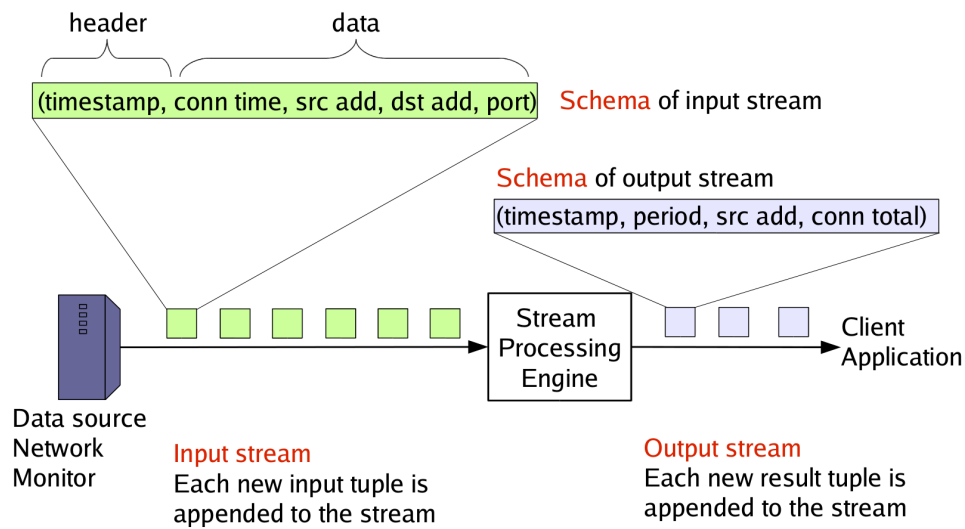 header
data
(timestamp, conn time, src add, dst add, port)
Schema of input stream
Schema of output stream
(timestamp, period, src add, conn total)
Stream
Processing
Engine
Client
Application
Data source
Network
Monitor
Input stream
Each new input tuple is
appended to the stream
Output stream
Each new result tuple is
appended to the stream